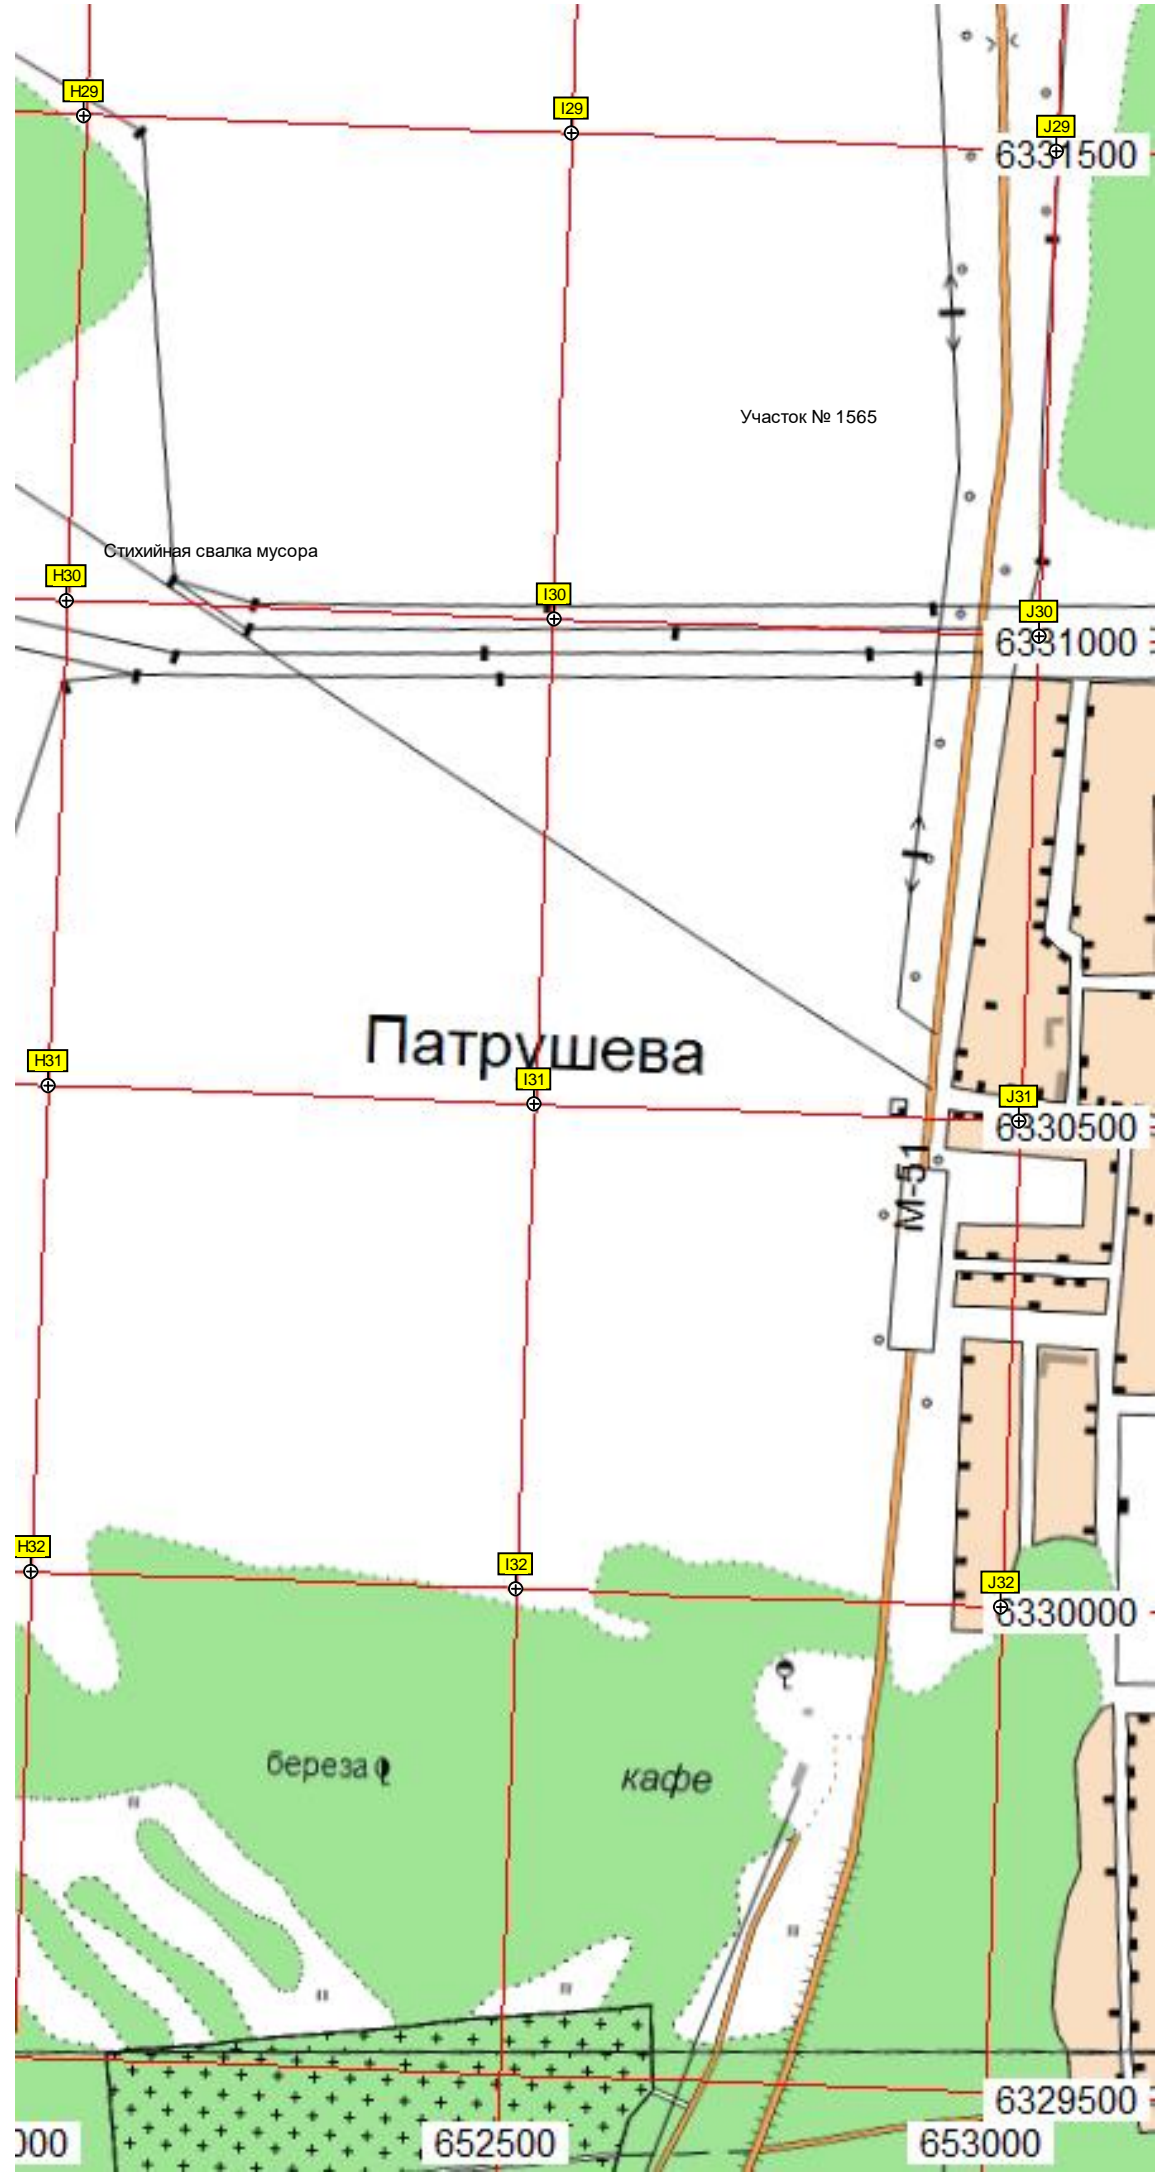 H29
I29
J29
6331500
Участок № 1565
Стихийная свалка мусора
H30
I30
J30
6331000
Патрушева
H31
I31
J31
6330500
М-51
H32
I32
J32
6330000
береза
кафе
6329500
000
652500
653000